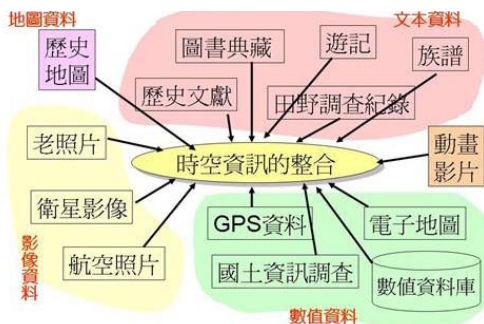 地圖資料
文本資料
歷史
地圖
圖書典藏
遊記
族譜
歷史文獻
田野調查紀錄
老照片
時空資訊的整合
動畫
影片
衛星影像
GPS資料
電子地圖
航空照片
國土資訊調查
數值資料庫
影像資料
數值資料